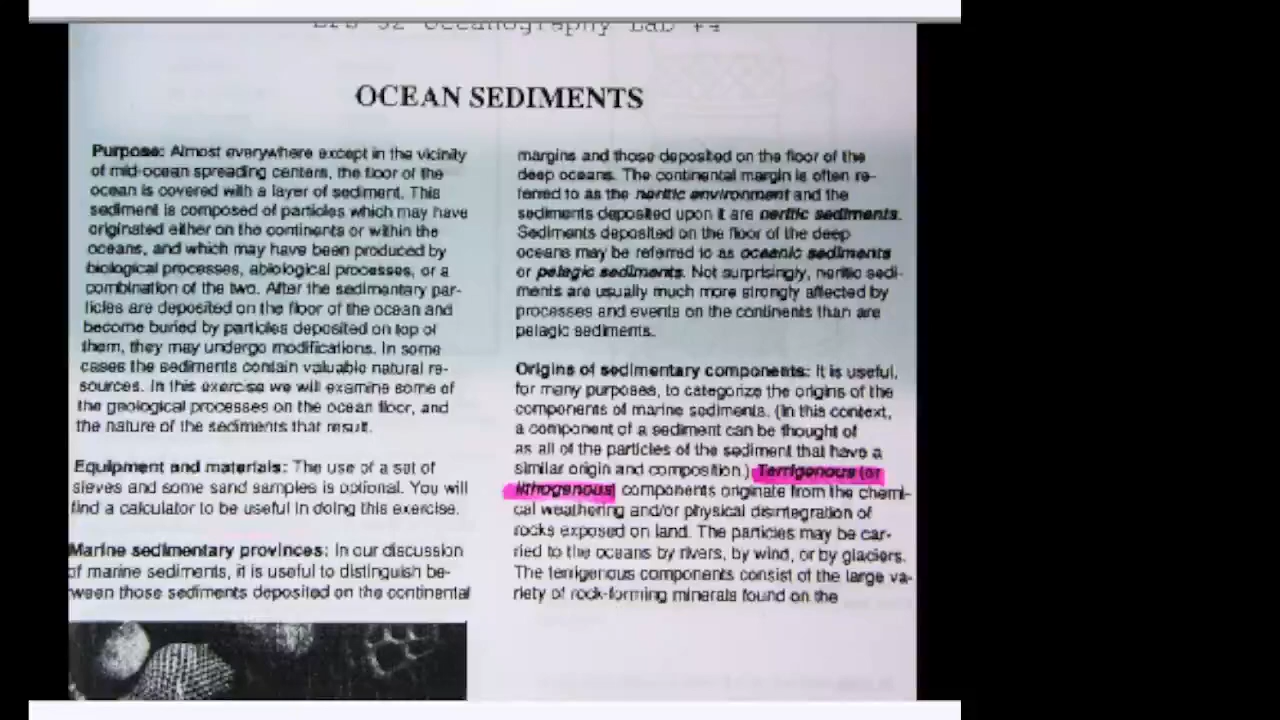 Oceanography Lab #4
OCEAN SEDIMENTS
Purpose: Almost everywhere except in the vicinity
of mid-ocean spreading centers, the floor of the
ocean is covered with a layer of sediment. This
sediment is composed of particles which may have
originated either on the continents or within the
oceans, and which may have been produced by
biological processes, abiological processes, or a
combination of the two. After the sedimentary par-
ticles are deposited on the floor of the ocean and
become buried by particles deposited on top of
them, they may undergo modifications. In some
cases the sediments contain valuable natural re-
sources. In this exercise we will examine some of
the geological processes on the ocean floor, and
the nature of the sediments that result.
Equipment and materials: The use of a set of
sieves and some sand samples is optional. You will
find a calculator to be useful in doing this exercise.
Marine sedimentary provinces: In our discussion
of marine sediments, it is useful to distinguish be-
tween those sediments deposited on the continental
margins and those deposited on the floor of the
deep oceans. The continental margin is often re-
ferred to as the neritic environment and the
sediments deposited upon it are neritic sediments.
Sediments deposited on the floor of the deep
oceans may be referred to as oceanic sediments
or pelagic sediments. Not surprisingly, neritic sedi-
ments are usually much more strongly affected by
processes and events on the continents than are
pelagic sediments.
Origins of sedimentary components: It is useful,
for many purposes, to categorize the origins of the
components of marine sediments. (In this context,
a component of a sediment can be thought of
as all of the particles of the sediment that have a
similar origin and composition.) Terrigenous (or
lithogenous) components originate from the chemi-
cal weathering and/or physical disintegration of
rocks exposed on land. The particles may be car-
ried to the oceans by rivers, by wind, or by glaciers.
The terrigenous components consist of the large va-
riety of rock-forming minerals found on the